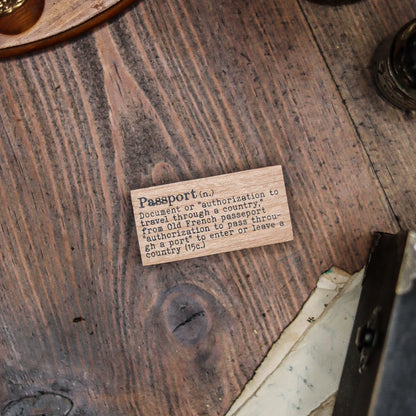 Passport (n.)
Document or "authorization to
travel through a country,"
from Old French passeport
"authorization to pass throu-
gh a port" to enter or leave a
country (15c.)